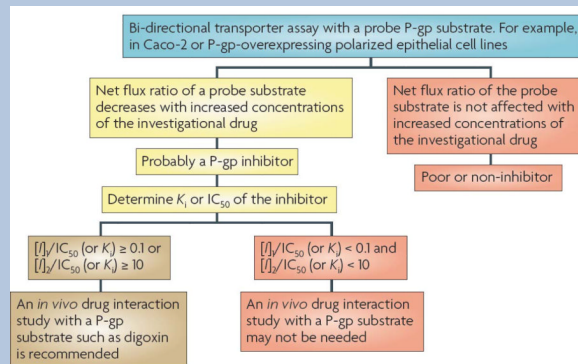 Bi-directional transporter assay with a probe P-gp substrate. For example,
in Caco-2 or P-gp-overexpressing polarized epithelial cell lines
Net flux ratio of a probe substrate
decreases with increased concentrations
of the investigational drug
Net flux ratio of the probe
substrate is not affected with
increased concentrations of
the investigational drug
Probably a P-gp inhibitor
Poor or non-inhibitor
Determine Kᵢ or IC₅₀ of the inhibitor
[I]₁/IC₅₀ (or Kᵢ) ≥ 0.1 or
[I]₂/IC₅₀ (or Kᵢ) ≥ 10
[I]₁/IC₅₀ (or Kᵢ) < 0.1 and
[I]₂/IC₅₀ (or Kᵢ) < 10
An in vivo drug interaction
study with a P-gp
substrate such as digoxin
is recommended
An in vivo drug interaction
study with a P-gp substrate
may not be needed